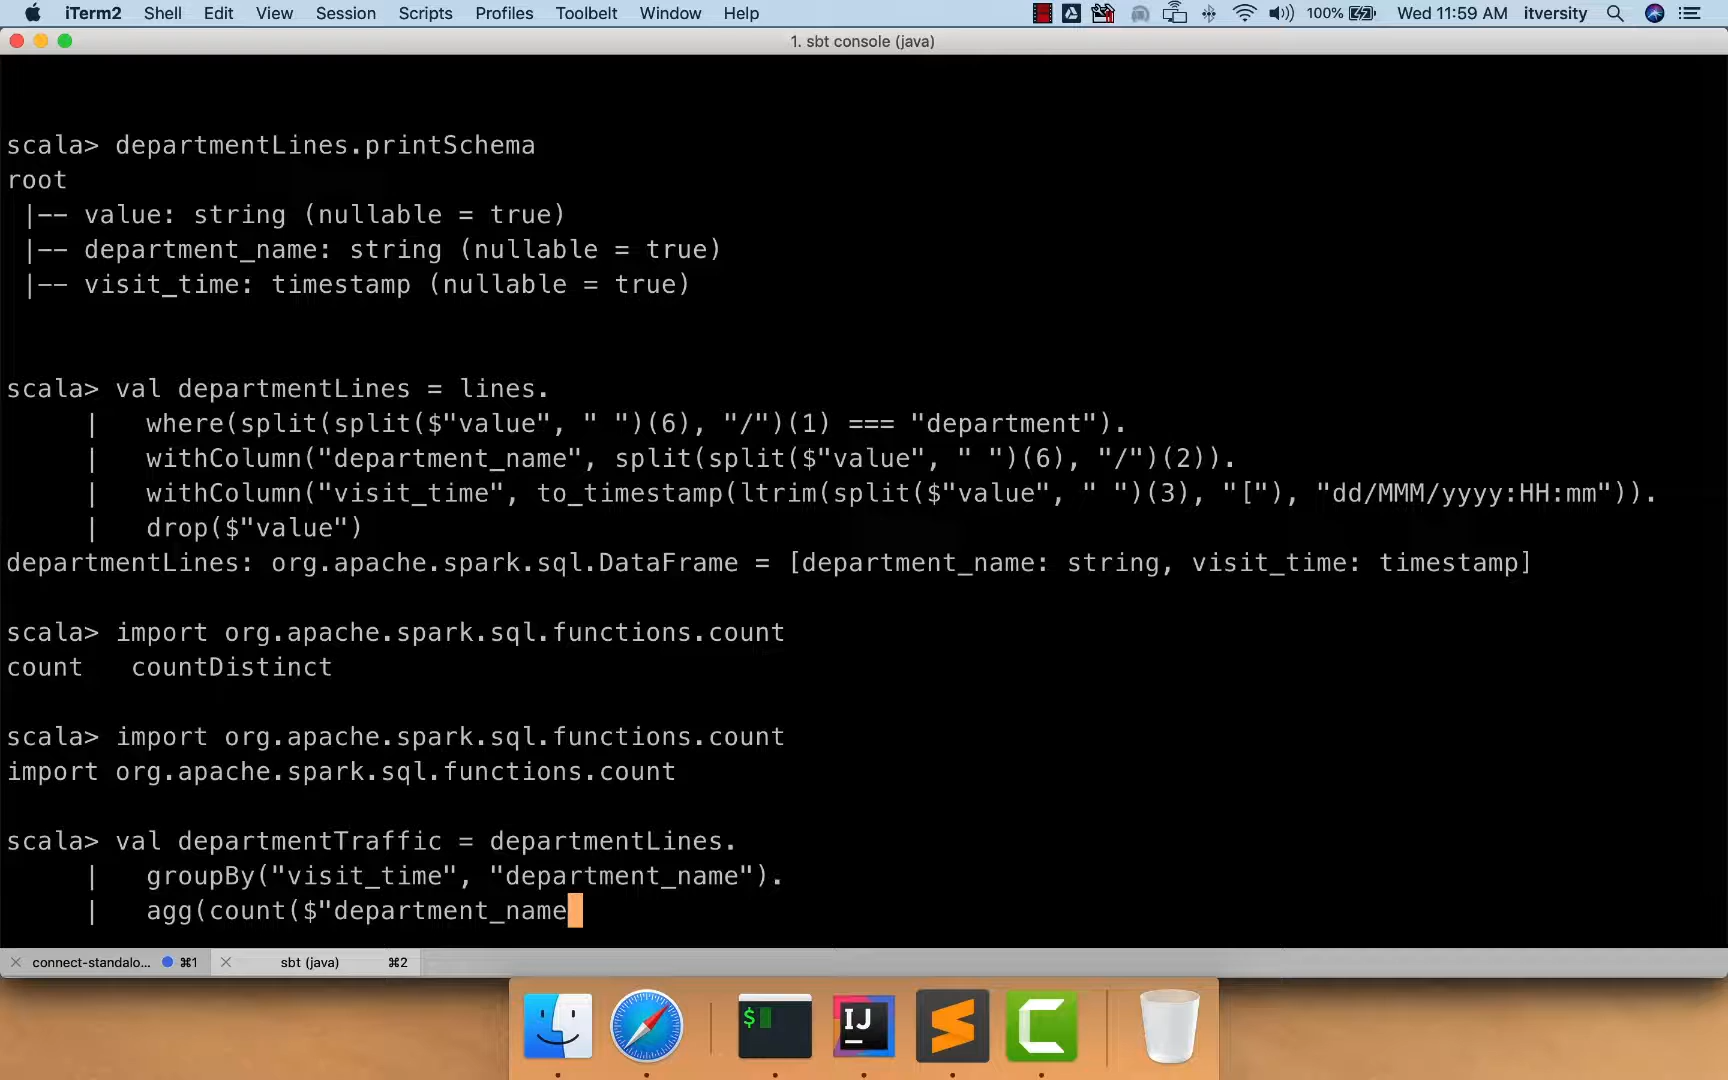 iTerm2 Shell Edit View Session Scripts Profiles Toolbelt Window Help 100% Wed 11:59 AM itversity
1. sbt console (java)
scala> departmentLines.printSchema
root
 |-- value: string (nullable = true)
 |-- department_name: string (nullable = true)
 |-- visit_time: timestamp (nullable = true)
scala> val departmentLines = lines.
     |   where(split(split($"value", " ")(6), "/")(1) === "department").
     |   withColumn("department_name", split(split($"value", " ")(6), "/")(2)).
     |   withColumn("visit_time", to_timestamp(ltrim(split($"value", " ")(3), "["), "dd/MMM/yyyy:HH:mm")).
     |   drop($"value")
departmentLines: org.apache.spark.sql.DataFrame = [department_name: string, visit_time: timestamp]
scala> import org.apache.spark.sql.functions.count
count   countDistinct
scala> import org.apache.spark.sql.functions.count
import org.apache.spark.sql.functions.count
scala> val departmentTraffic = departmentLines.
     |   groupBy("visit_time", "department_name").
     |   agg(count($"department_name
connect-standalo... ⌘1 sbt (java) ⌘2
$ IJ